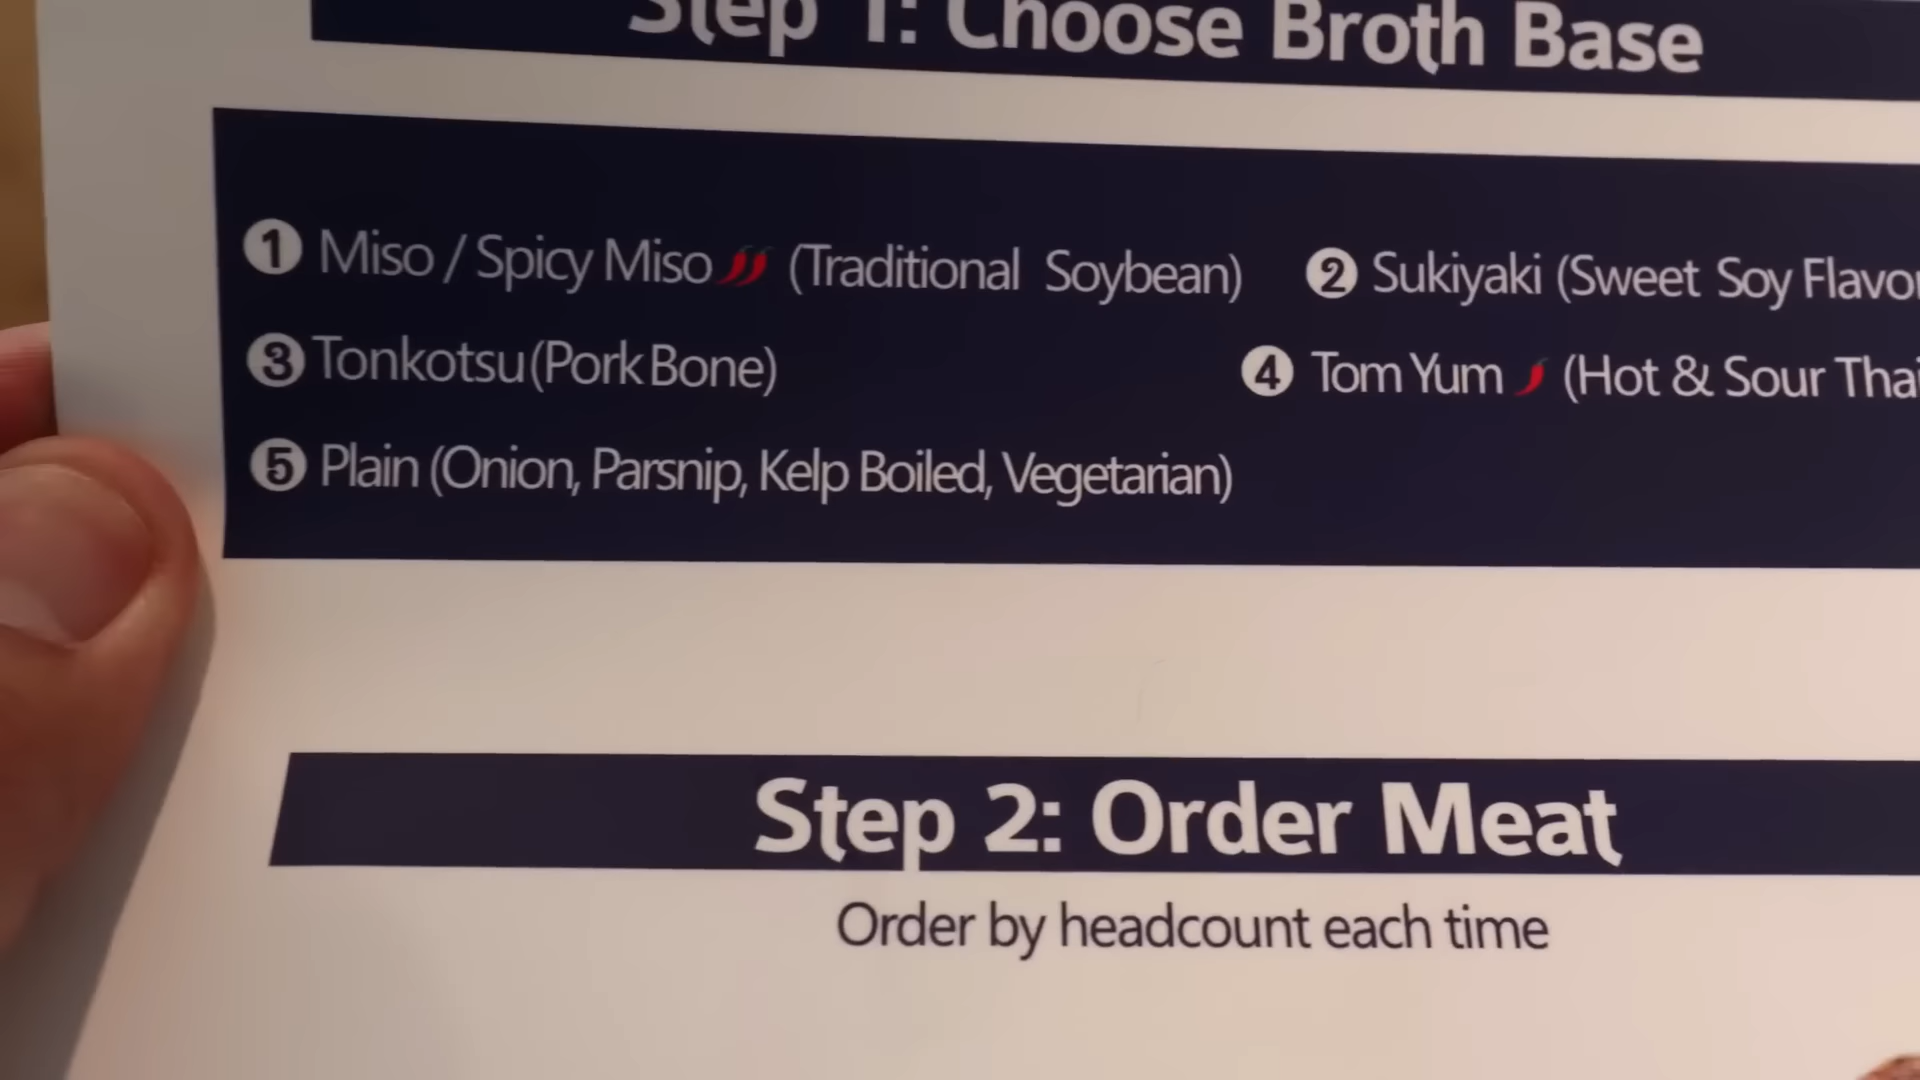 Step 1: Choose Broth Base
1 Miso / Spicy Miso (Traditional Soybean) 2 Sukiyaki (Sweet Soy
3 Tonkotsu (Pork Bone) 4 Tom Yum (Hot & Sour
5 Plain (Onion, Parsnip, Kelp Boiled, Vegetarian)
Step 2: Order Meat
Order by headcount each time